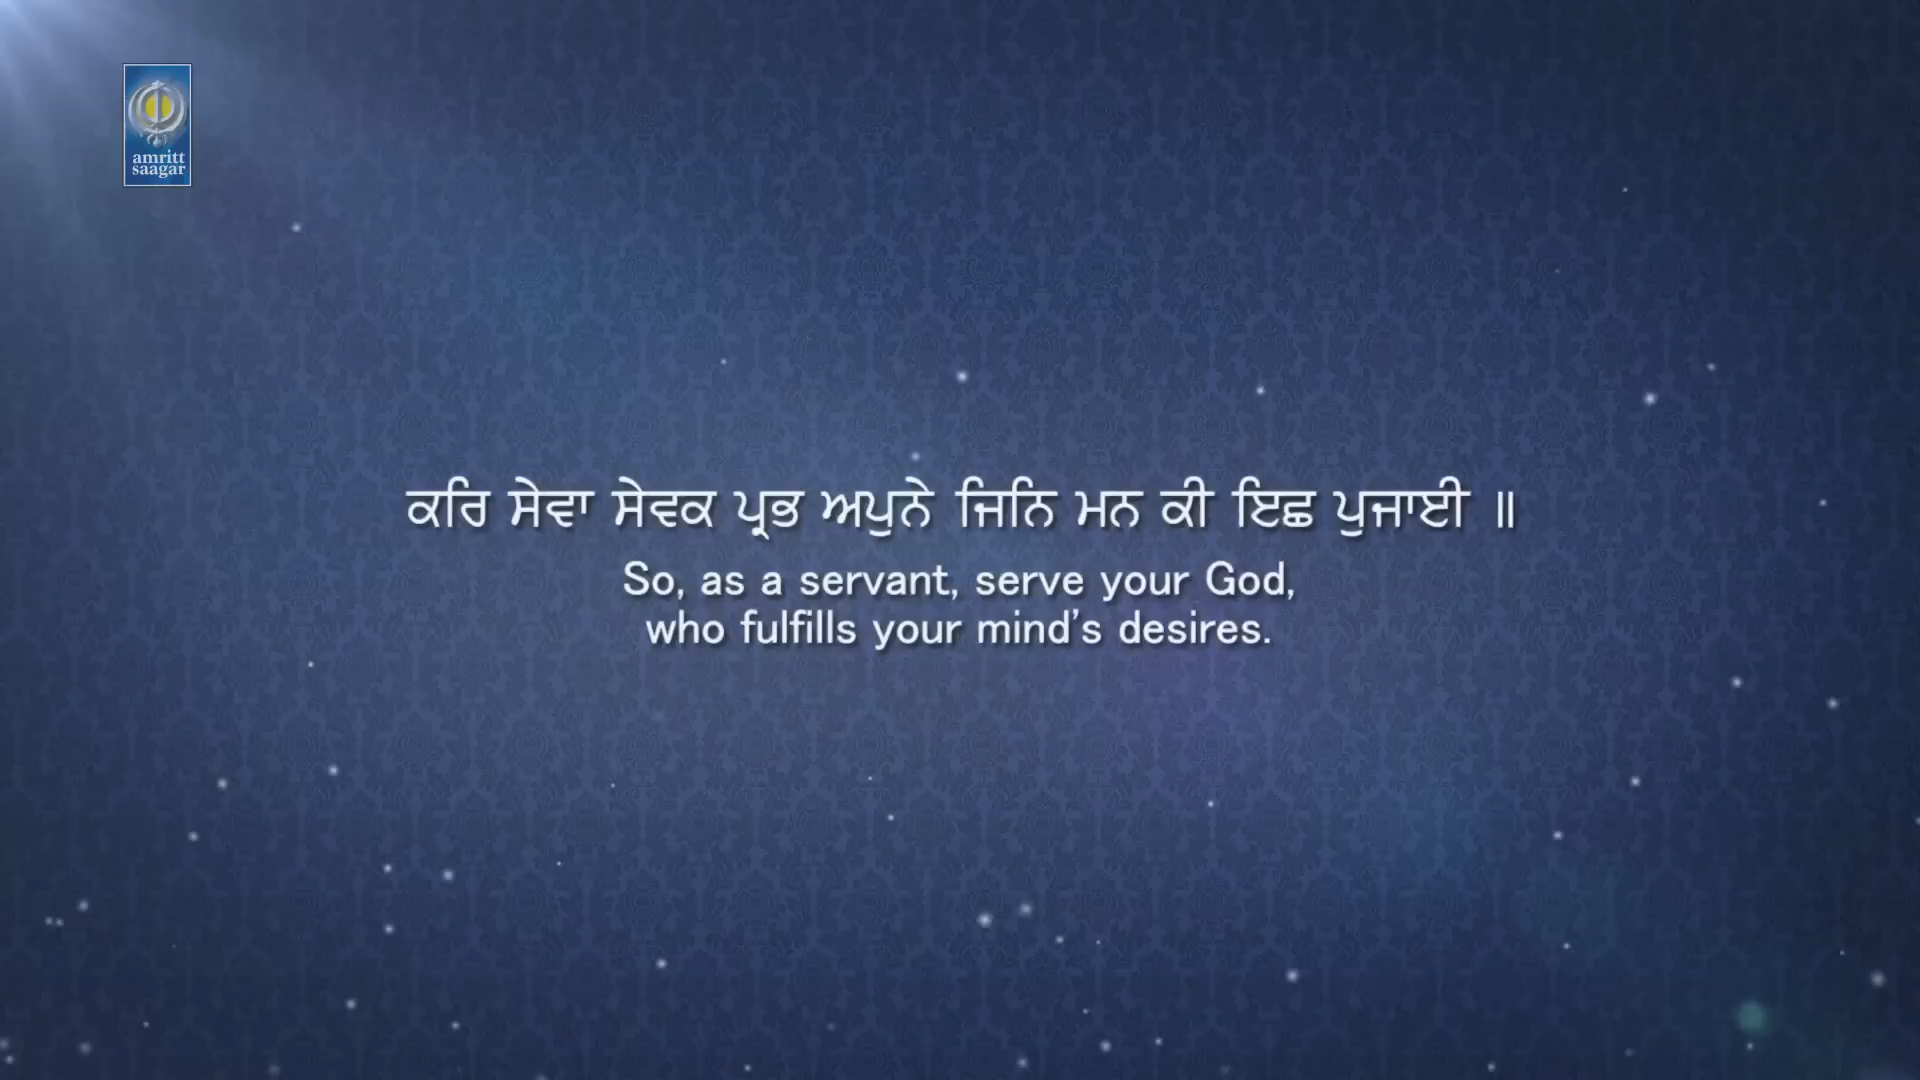 amritt
saagar
ਕਰਿ ਸੇਵਾ ਸੇਵਕ ਪ੍ਰਭ ਅਪੁਨੇ ਜਿਨਿ ਮਨ ਕੀ ਇਛ ਪੁਜਾਈ ॥
So, as a servant, serve your God,
who fulfills your mind's desires.